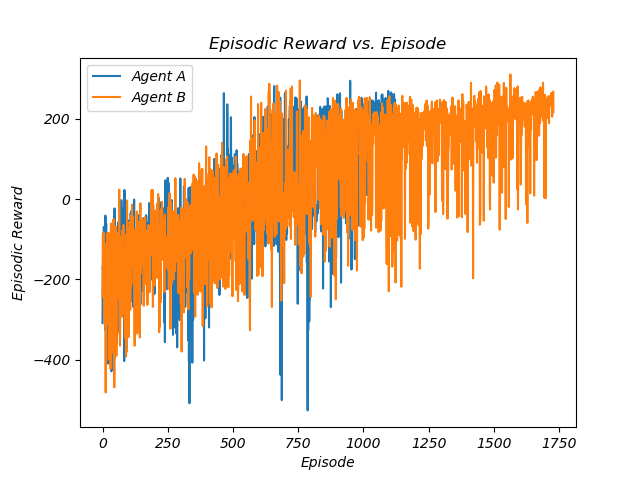 Episodic Reward vs. Episode
Agent A
Agent B
200
0
−200
−400
Episodic Reward
0
250
500
750
1000
1250
1500
1750
Episode